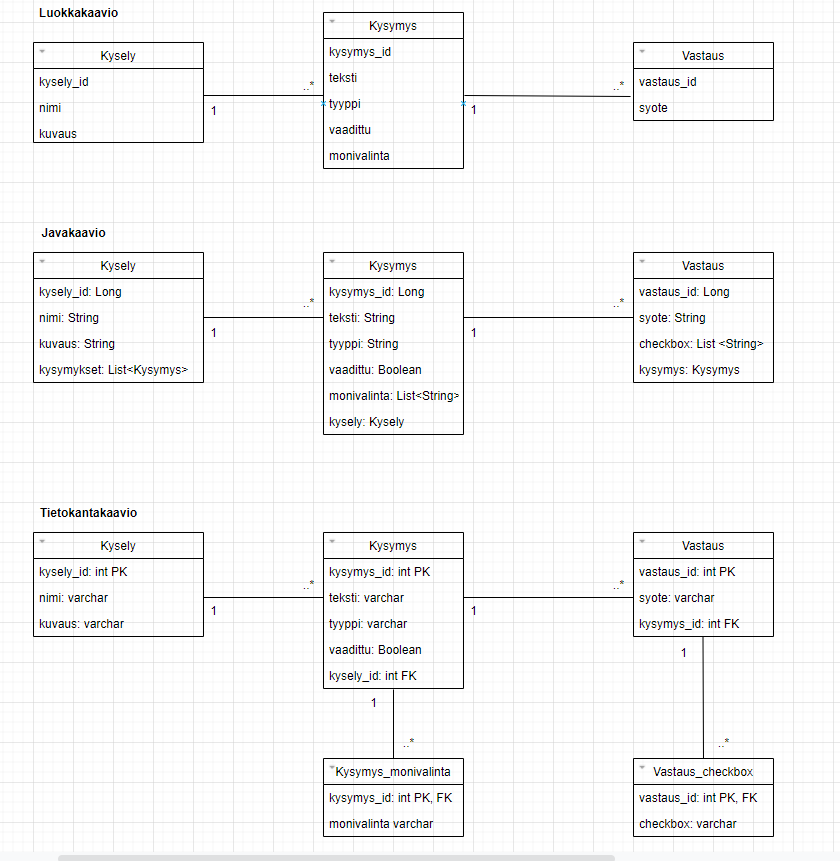 Luokkakaavio
Kysely
kysely_id
nimi
kuvaus
1
..*
Kysymys
kysymys_id
teksti
tyyppi
vaadittu
monivalinta
1
..*
Vastaus
vastaus_id
syote
Javakaavio
Kysely
kysely_id: Long
nimi: String
kuvaus: String
kysymykset: List<Kysymys>
1
..*
Kysymys
kysymys_id: Long
teksti: String
tyyppi: String
vaadittu: Boolean
monivalinta: List<String>
kysely: Kysely
1
..*
Vastaus
vastaus_id: Long
syote: String
checkbox: List <String>
kysymys: Kysymys
Tietokantakaavio
Kysely
kysely_id: int PK
nimi: varchar
kuvaus: varchar
1
..*
Kysymys
kysymys_id: int PK
teksti: varchar
tyyppi: varchar
vaadittu: Boolean
kysely_id: int FK
1
..*
Vastaus
vastaus_id: int PK
syote: varchar
kysymys_id: int FK
1
..*
Kysymys_monivalinta
kysymys_id: int PK, FK
monivalinta varchar
1
..*
Vastaus_checkbox
vastaus_id: int PK, FK
checkbox: varchar